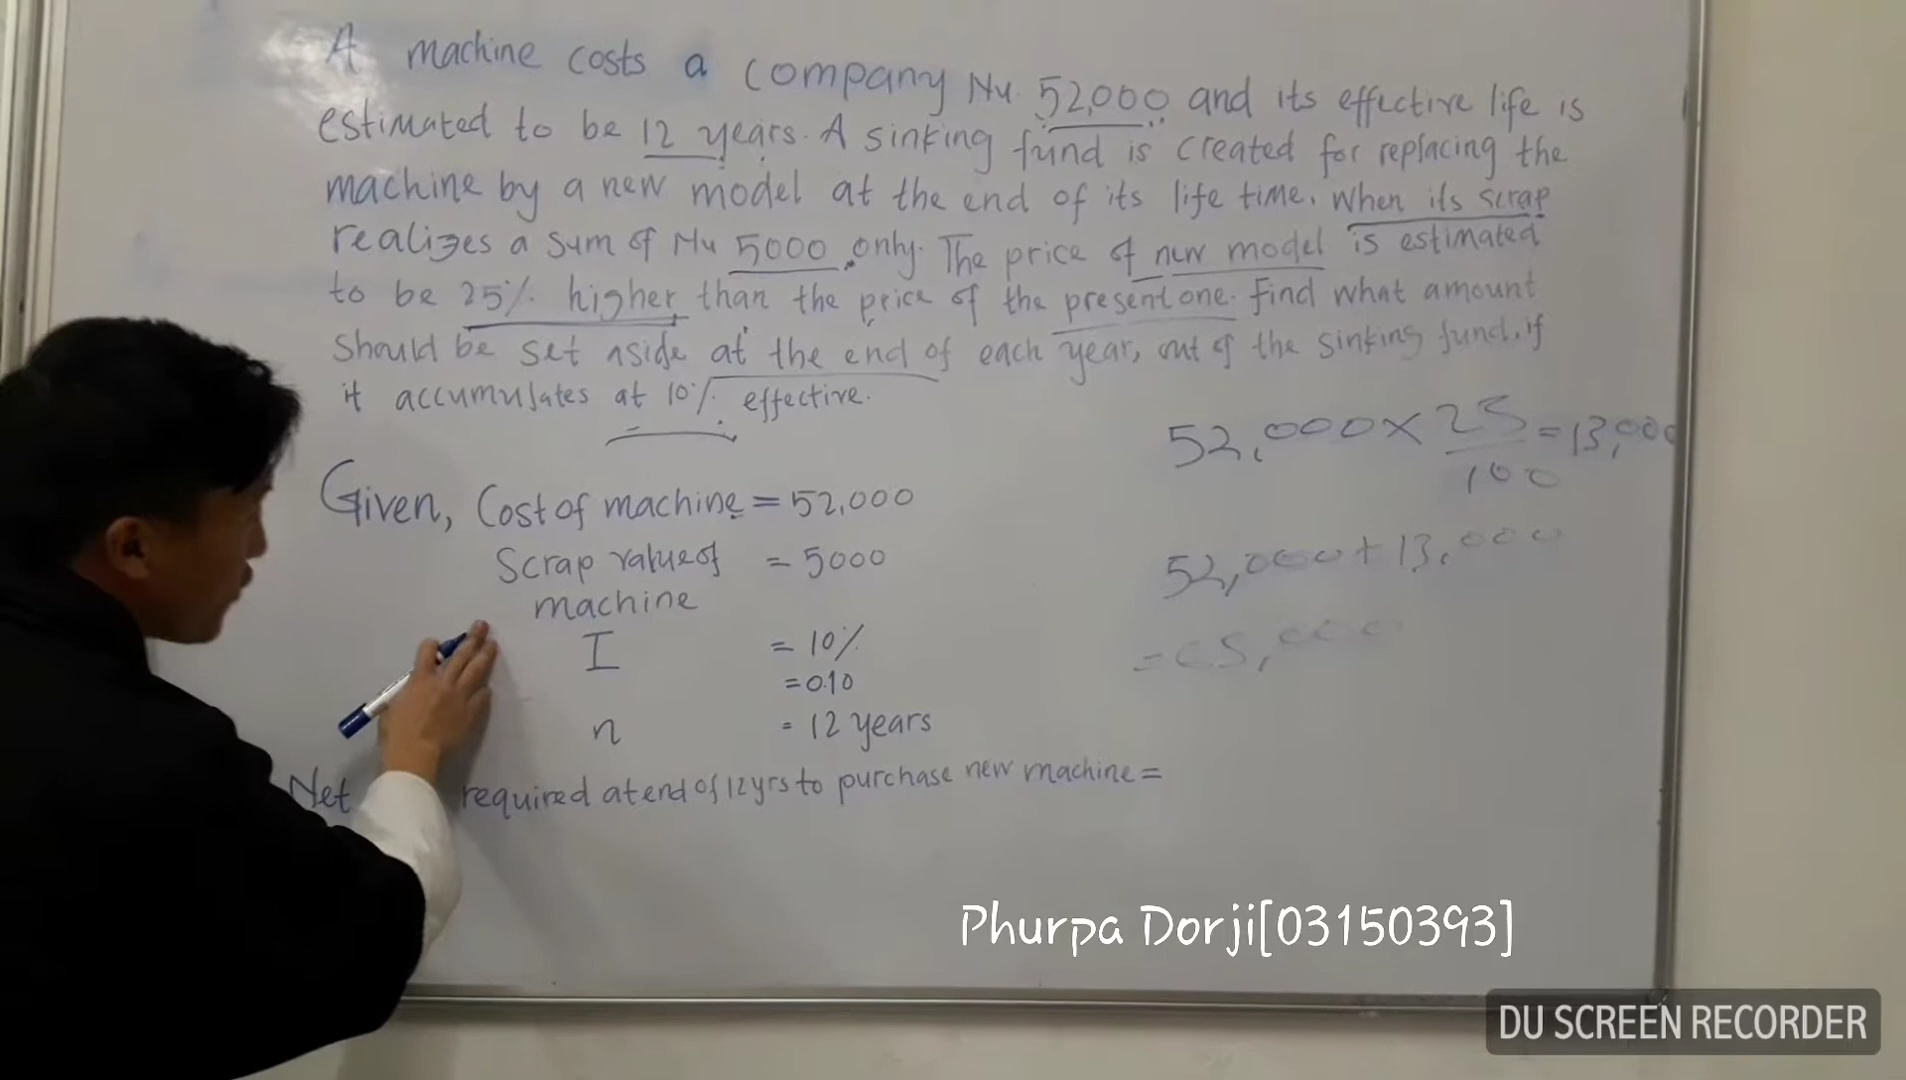 A machine costs a company Nu. 52,000 and its effective life is
estimated to be 12 years. A sinking fund is created for replacing the
machine by a new model at the end of its life time, when its scrap
realizes a sum of Nu 5000 only. The price of new model is estimated
to be 25% higher than the price of the present one. Find what amount
should be set aside at the end of each year, out of the sinking fund, if
it accumulates at 10% effective.
52,000 × 25/100 = 13,000
52,000 + 13,000
= 65,000
Given, Cost of machine = 52,000
Scrap value of = 5000
machine
I = 10%
= 0.10
n = 12 years
Net required at end of 12 yrs to purchase new machine =
Phurpa Dorji[03150393]
DU SCREEN RECORDER